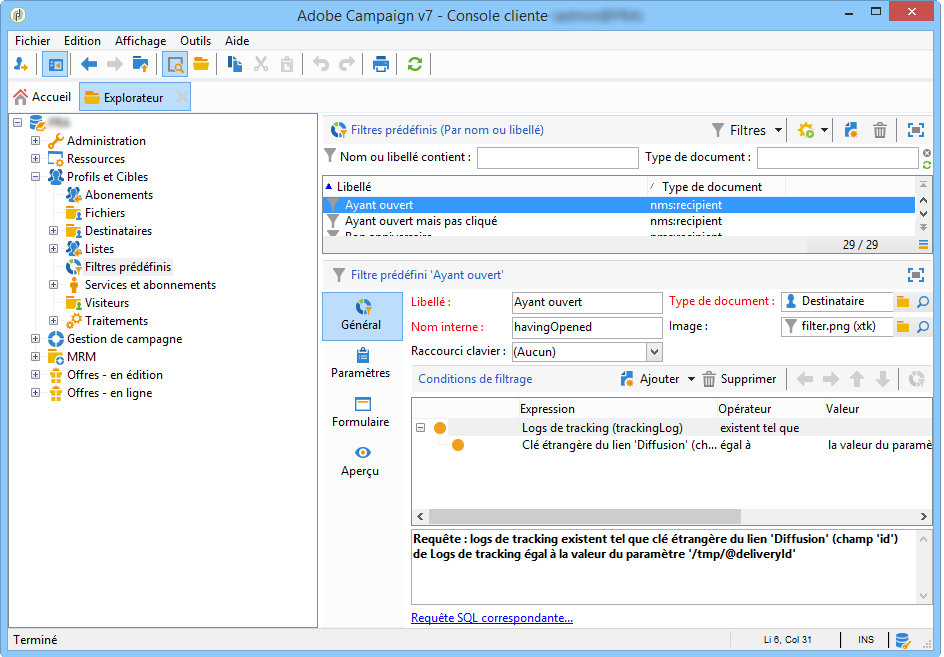 Adobe Campaign v7 - Console cliente
Fichier Edition Affichage Outils Aide
Accueil Explorateur
Administration
Ressources
Profils et Cibles
Abonements
Fichiers
Destinataires
Listes
Filtres prédéfinis
Services et abonnements
Visiteurs
Traitements
Gestion de campagne
MRM
Offres - en édition
Offres - en ligne
Filtres prédéfinis (Par nom ou libellé) Filtres
Nom ou libellé contient : Type de document :
Libellé Type de document
Ayant ouvert nms:recipient
Ayant ouvert mais pas cliqué nms:recipient
Bon anniversaire nms:recipient
29 / 29
Filtre prédéfini 'Ayant ouvert'
Général
Paramètres
Formulaire
Aperçu
Libellé : Ayant ouvert Type de document : Destinataire
Nom interne : havingOpened Image : filter.png (xtk)
Raccourci clavier : (Aucun)
Conditions de filtrage Ajouter Supprimer
Expression Opérateur Valeur
Logs de tracking (trackingLog) existent tel que
Clé étrangère du lien 'Diffusion' (ch... égal à la valeur du paramè
Requête : logs de tracking existent tel que clé étrangère du lien 'Diffusion' (champ 'id')
de Logs de tracking égal à la valeur du paramètre '/tmp/@deliveryId'
Requête SQL correspondante...
Terminé Li 6, Col 31 INS